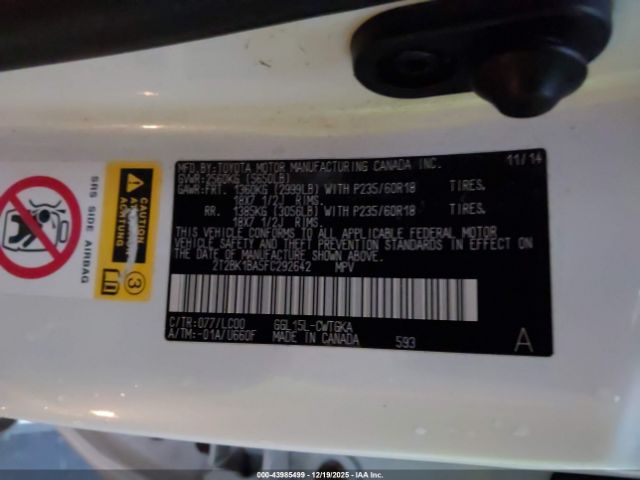 MFD.BY:TOYOTA MOTOR MANUFACTURING CANADA INC. 11/14
GVWR:2560KG (5650LB)
GAWR:FRT. 1360KG (2999LB) WITH P235/60R18 TIRES.
18X7 1/2J RIMS.
RR. 1385KG (3056LB) WITH P235/60R18 TIRES.
18X7 1/2J RIMS.
THIS VEHICLE CONFORMS TO ALL APPLICABLE FEDERAL MOTOR
VEHICLE SAFETY AND THEFT PREVENTION STANDARDS IN EFFECT
ON THE DATE OF MANUFACTURE SHOWN ABOVE.
2T2BK1BA5FC292642 MPV
C/TR:077/LC00 GGL15L-CWTGKA
A/TM:-01A/U660F MADE IN CANADA 593 A
SRS SIDE AIRBAG
CAUTION
3
000-43985499 12/19/2025 - IAA Inc.